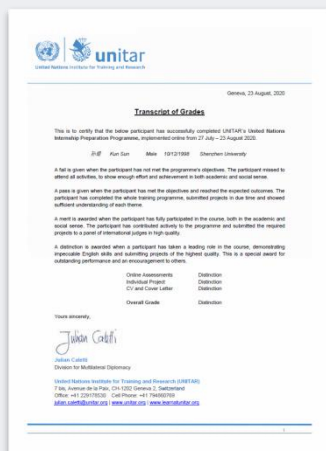 unitar
United Nations Institute for Training and Research
Geneva, 23 August, 2020
Transcript of Grades
This is to certify that the below participant has successfully completed UNITAR's United Nations
Internship Preparation Programme, implemented online from 27 July – 23 August 2020.
Kun Sun Male 10/12/1998 Shenzhen University
A fail is given when the participant has not met the programme's objectives. The participant missed to
attend all activities, to show enough effort and achievement in both academic and social sense.
A pass is given when the participant has met the objectives and reached the expected outcomes. The
participant has completed the whole training programme, submitted projects in due time and showed
sufficient understanding of each theme.
A merit is awarded when the participant has fully participated in the course, both in the academic and
social sense. The participant has contributed actively to the programme and submitted the required
projects to a panel of international judges in high quality.
A distinction is awarded when a participant has taken a leading role in the course, demonstrating
impeccable English skills and submitting projects of the highest quality. This is a special award for
outstanding performance and an encouragement to others.
Online Assessments Distinction
Individual Project Distinction
CV and Cover Letter Distinction
Overall Grade Distinction
Yours sincerely,
Julian Caletti
Julian Caletti
Division for Multilateral Diplomacy
United Nations Institute for Training and Research (UNITAR)
7 bis, Avenue de la Paix, CH-1202 Geneva 2, Switzerland
Office: +41 229178530 Cell Phone: +41 794660769
julian.caletti@unitar.org | www.unitar.org | www.learnatunitar.org
1